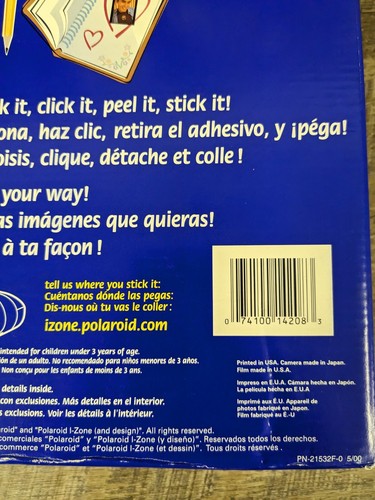 k it, click it, peel it, stick it!
ona, haz clic, retira el adhesivo, y ¡péga!
oisis, clique, détache et colle !
your way!
as imágenes que quieras!
à ta façon !
tell us where you stick it:
Cuéntanos dónde las pegas:
Dis-nous où tu vas le coller :
izone.polaroid.com
0 74100 14208 3
intended for children under 3 years of age.
ión de un adulto. No recomendado para niños menores de 3 años.
Non conçu pour les enfants de moins de 3 ans.
details inside.
con exclusiones. Más detalles en el interior.
s exclusions. Voir les détails à l'intérieur.
Printed in USA. Camera made in Japan.
Film made in U.S.A.
Impreso en E.U.A. Cámara hecha en Japón.
La película hécha en E.U.A
Imprimé aux É.U. Appareil de
photos fabriqué en Japon.
Film fabriqué au É.-U
roid" and "Polaroid I-Zone (and design)". All rights reserved.
comerciales "Polaroid" y "Polaroid I-Zone (y diseño)". Reservados todos los derechos.
commerce "Polaroid" et "Polaroid I-Zone (et dessin)". Tous droits réservés .
PN-21532F-0 5/00